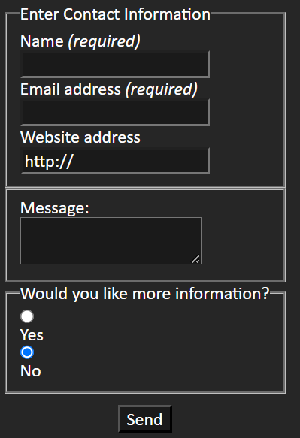 Enter Contact Information
Name (required)
Email address (required)
Website address
http://
Message:
Would you like more information?
Yes
No
Send